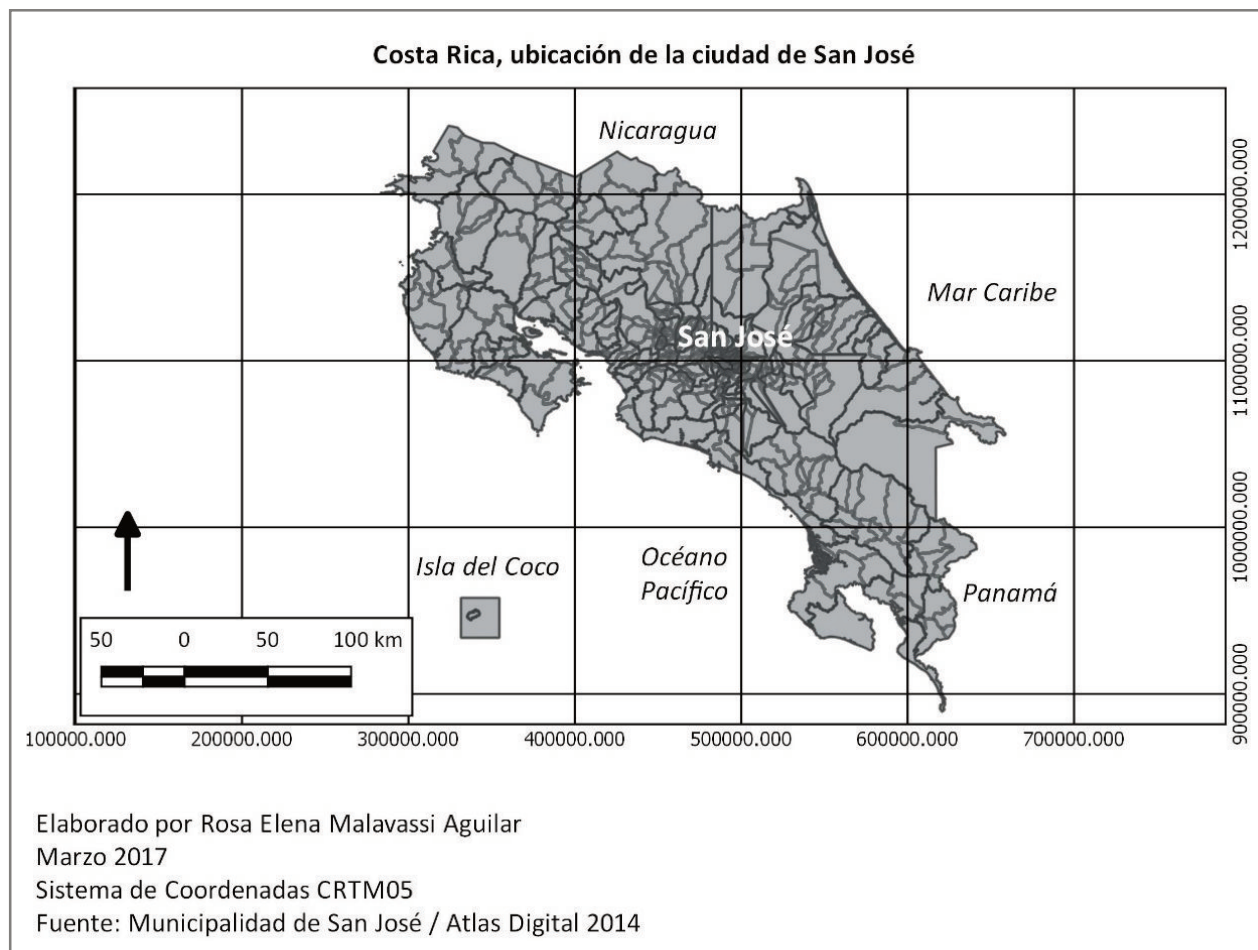 Costa Rica, ubicación de la ciudad de San José
Nicaragua
Mar Caribe
San José
Isla del Coco
Océano
Pacífico
Panamá
50 0 50 100 km
1200000.000
1100000.000
1000000.000
900000.000
100000.000 200000.000 300000.000 400000.000 500000.000 600000.000 700000.000
Elaborado por Rosa Elena Malavassi Aguilar
Marzo 2017
Sistema de Coordenadas CRTM05
Fuente: Municipalidad de San José / Atlas Digital 2014